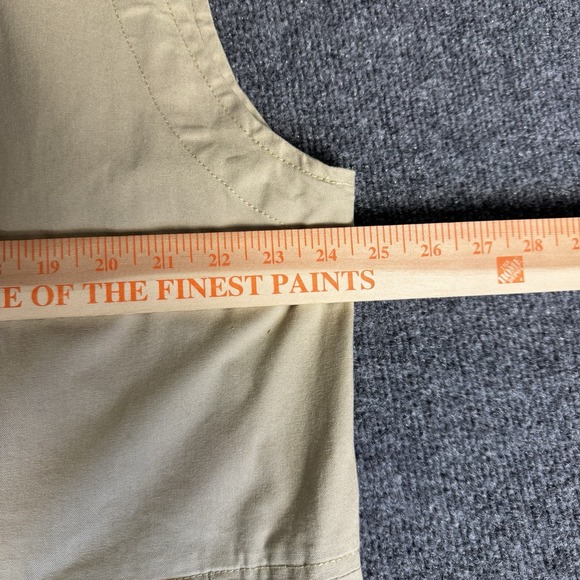 19 20 21 22 23 24 25 26 27 28
E OF THE FINEST PAINTS